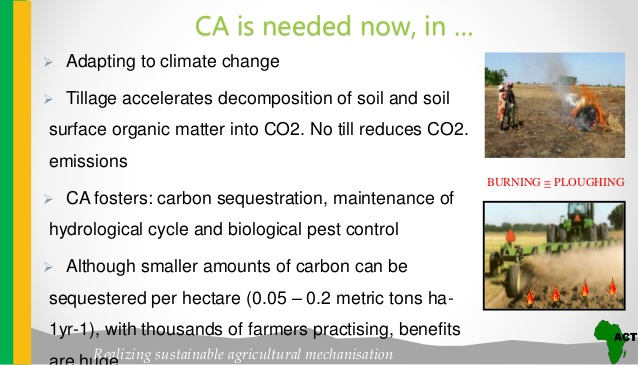 CA is needed now, in ...
Adapting to climate change
Tillage accelerates decomposition of soil and soil
surface organic matter into CO2. No till reduces CO2.
emissions
CA fosters: carbon sequestration, maintenance of
hydrological cycle and biological pest control
Although smaller amounts of carbon can be
sequestered per hectare (0.05 – 0.2 metric tons ha-
1yr-1), with thousands of farmers practising, benefits
are huge
BURNING = PLOUGHING
Realizing sustainable agricultural mechanisation
ACT